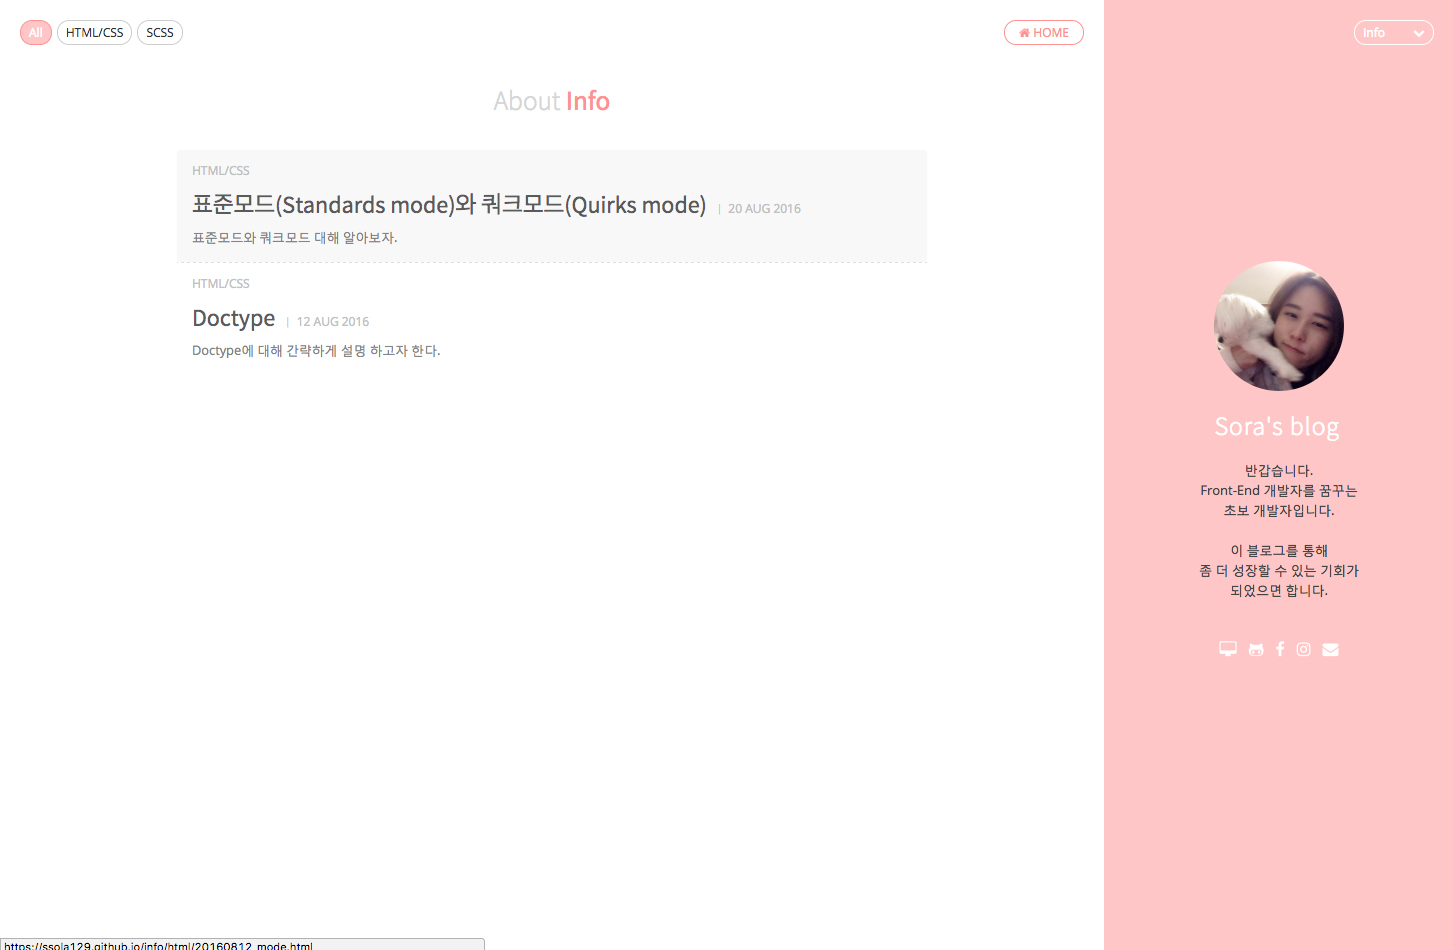 All HTML/CSS SCSS
HOME
Info
About Info
HTML/CSS
표준모드(Standards mode)와 쿼크모드(Quirks mode) | 20 AUG 2016
표준모드와 쿼크모드 대해 알아보자.
HTML/CSS
Doctype | 12 AUG 2016
Doctype에 대해 간략하게 설명 하고자 한다.
Sora's blog
반갑습니다.
Front-End 개발자를 꿈꾸는
초보 개발자입니다.
이 블로그를 통해
좀 더 성장할 수 있는 기회가
되었으면 합니다.
https://ssola129.github.io/info/html/20160812_mode.html